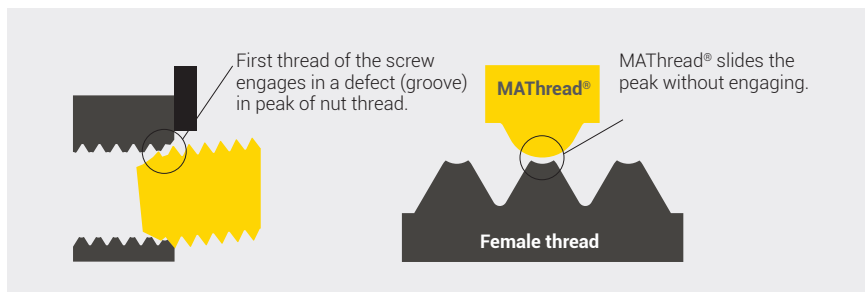 First thread of the screw
engages in a defect (groove)
in peak of nut thread.
MAThread®
MAThread® slides the
peak without engaging.
Female thread